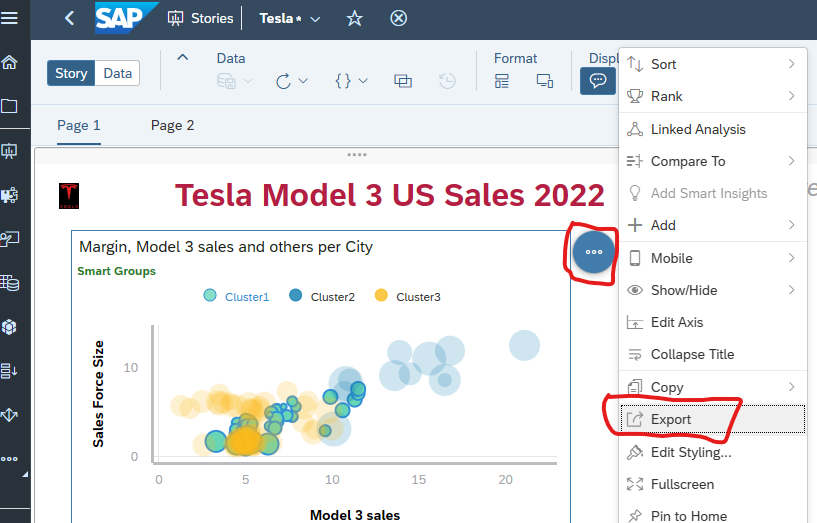 SAP Stories Tesla *
Story Data
Data
Format
Displ
Page 1 Page 2
TESLA
Tesla Model 3 US Sales 2022
Margin, Model 3 sales and others per City
Smart Groups
Cluster1 Cluster2 Cluster3
Sales Force Size
10
0
0 5 10 15 20
Model 3 sales
Sort
Rank
Linked Analysis
Compare To
Add Smart Insights
Add
Mobile
Show/Hide
Edit Axis
Collapse Title
Copy
Export
Edit Styling...
Fullscreen
Pin to Home